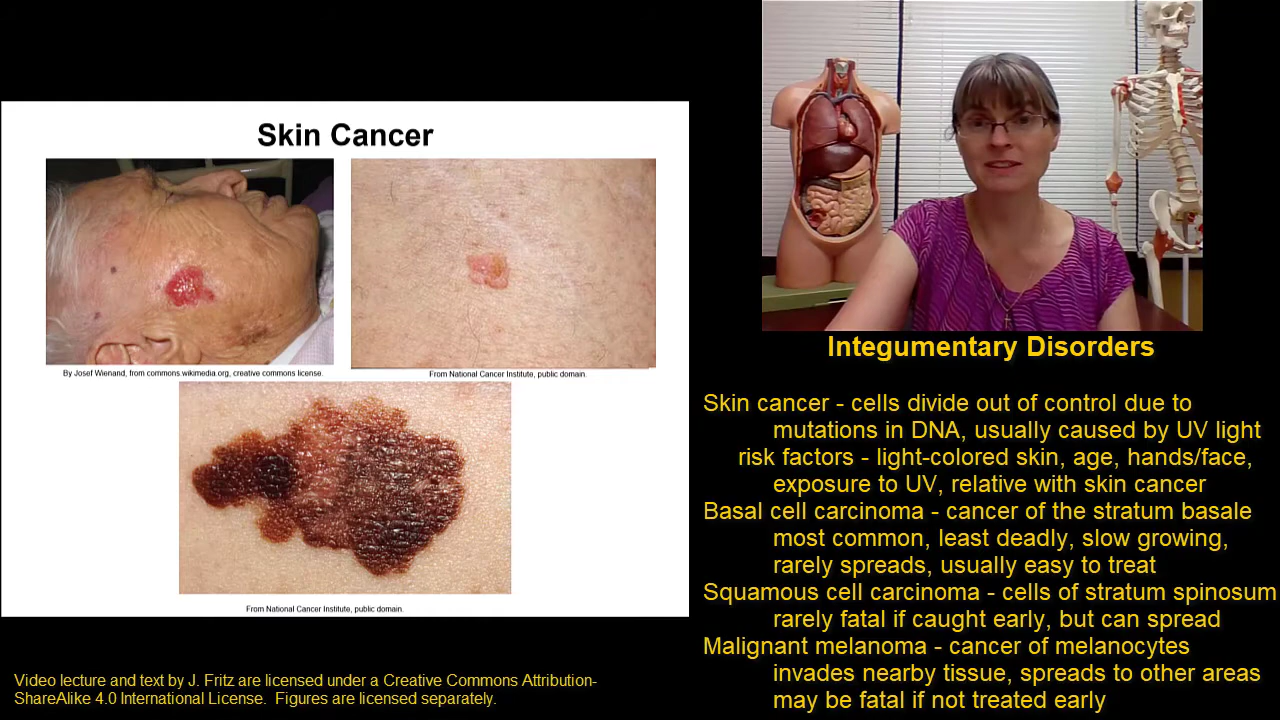 Skin Cancer
By Josef Wienand, from commons.wikimedia.org, creative commons license.
From National Cancer Institute, public domain.
From National Cancer Institute, public domain.
Integumentary Disorders
Skin cancer - cells divide out of control due to
mutations in DNA, usually caused by UV light
risk factors - light-colored skin, age, hands/face,
exposure to UV, relative with skin cancer
Basal cell carcinoma - cancer of the stratum basale
most common, least deadly, slow growing,
rarely spreads, usually easy to treat
Squamous cell carcinoma - cells of stratum spinosum
rarely fatal if caught early, but can spread
Malignant melanoma - cancer of melanocytes
invades nearby tissue, spreads to other areas
may be fatal if not treated early
Video lecture and text by J. Fritz are licensed under a Creative Commons Attribution-
ShareAlike 4.0 International License.  Figures are licensed separately.